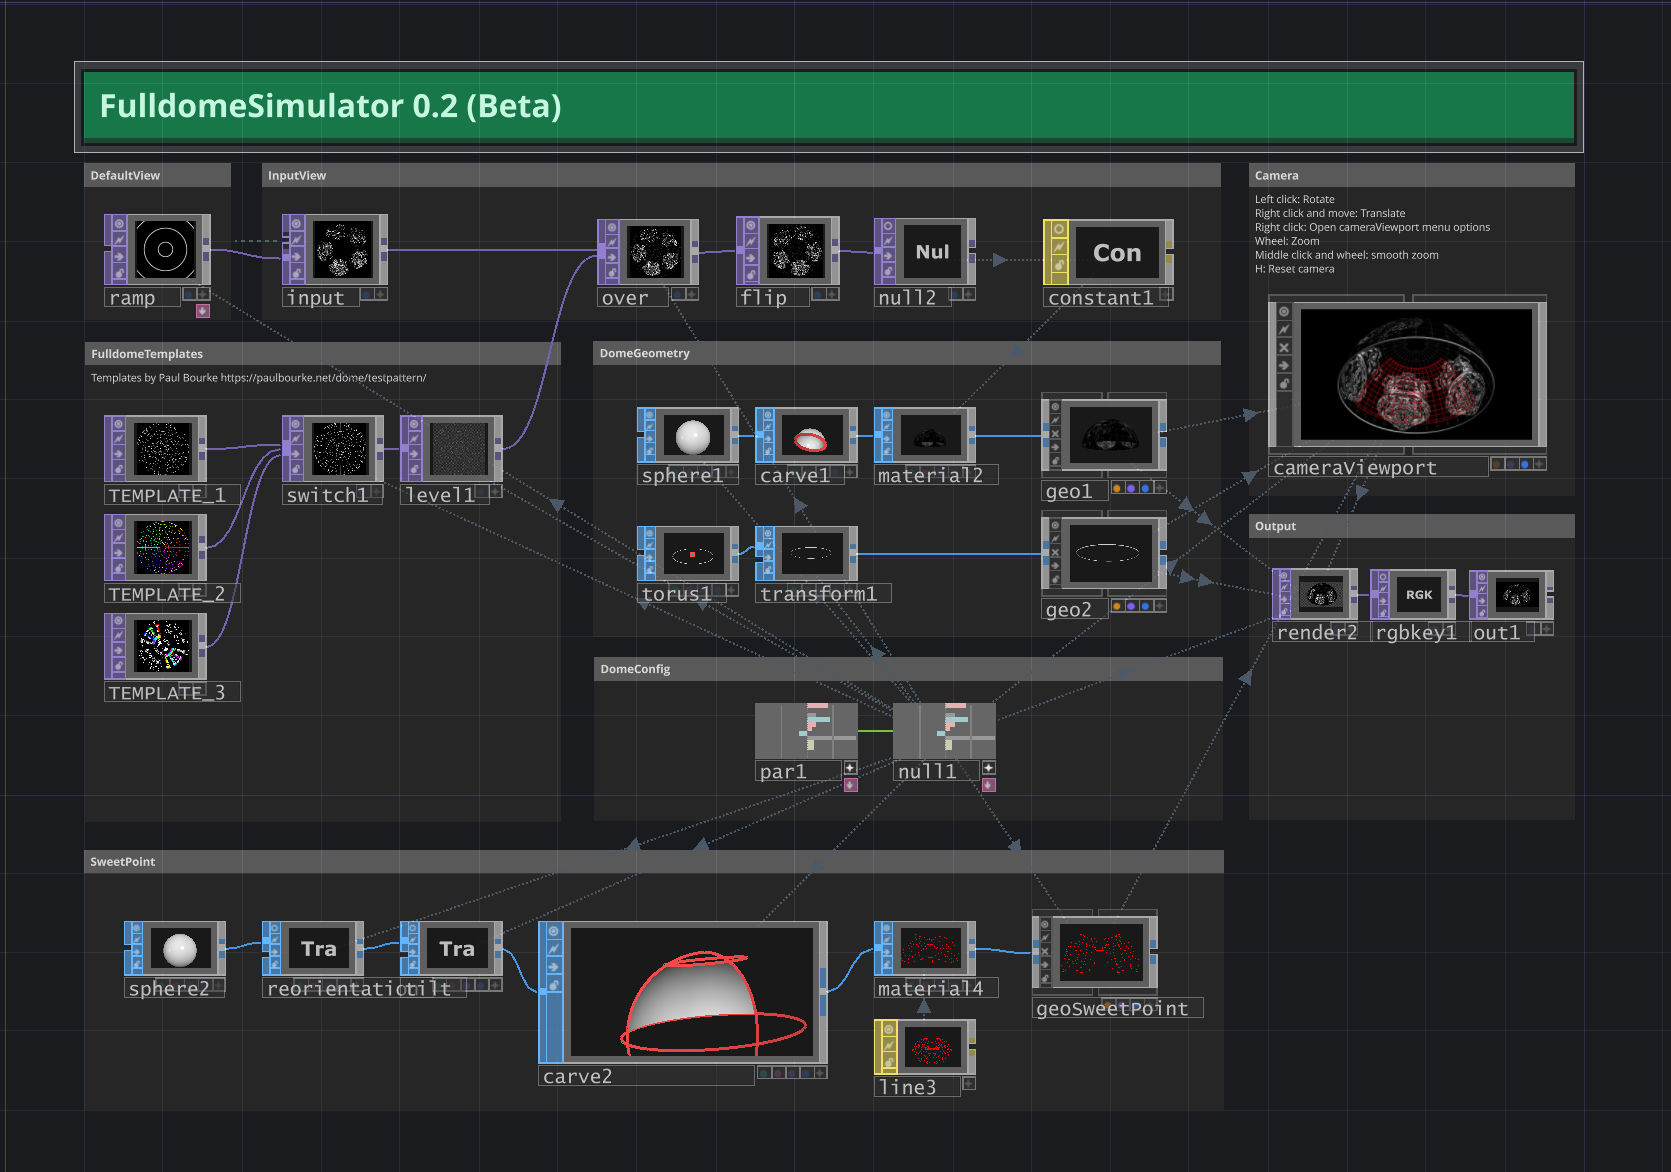 FulldomeSimulator 0.2 (Beta)
DefaultView
InputView
Camera
Left click: Rotate
Right click and move: Translate
Right click: Open cameraViewport menu options
Wheel: Zoom
Middle click and wheel: smooth zoom
H: Reset camera
Nul
Con
ramp
input
over
flip
null2
constant1
FulldomeTemplates
Templates by Paul Bourke https://paulbourke.net/dome/testpattern/
DomeGeometry
cameraViewport
TEMPLATE_1
switch1
level1
sphere1
carve1
material2
geo1
Output
TEMPLATE_2
torus1
transform1
geo2
RGK
render2
rgbkey1
out1
TEMPLATE_3
DomeConfig
par1
null1
SweetPoint
Tra
Tra
sphere2
reorientation
tilt
carve2
material4
geoSweetPoint
line3